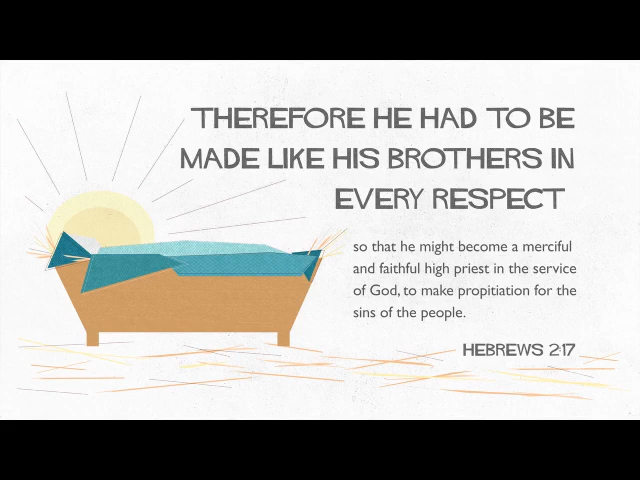 THEREFORE HE HAD TO BE
MADE LIKE HIS BROTHERS IN
EVERY RESPECT
so that he might become a merciful
and faithful high priest in the service
of God, to make propitiation for the
sins of the people.
HEBREWS 2:17